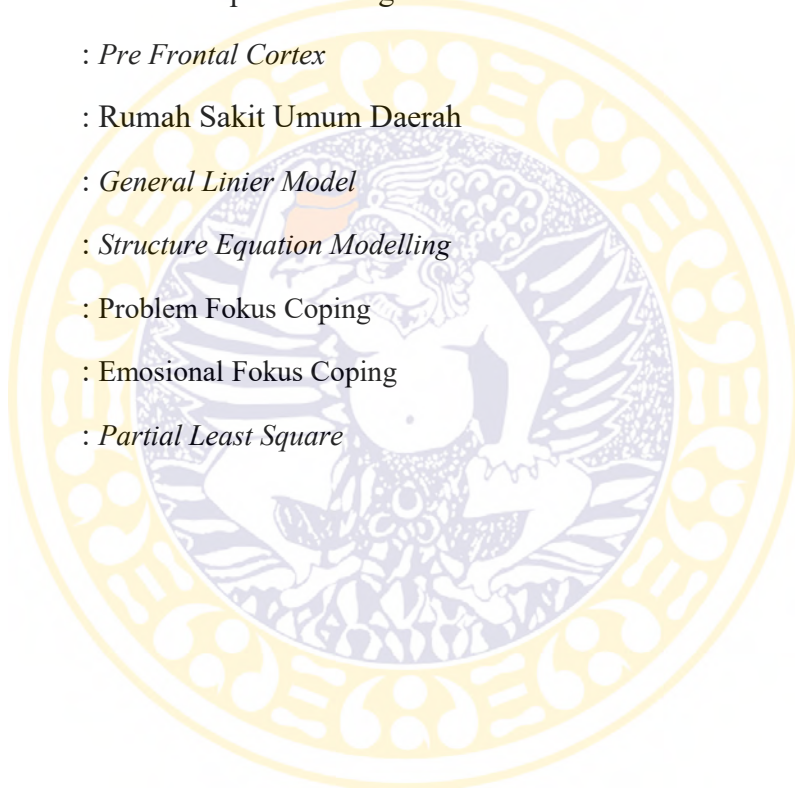 : Pre Frontal Cortex
: Rumah Sakit Umum Daerah
: General Linier Model
: Structure Equation Modelling
: Problem Fokus Coping
: Emosional Fokus Coping
: Partial Least Square